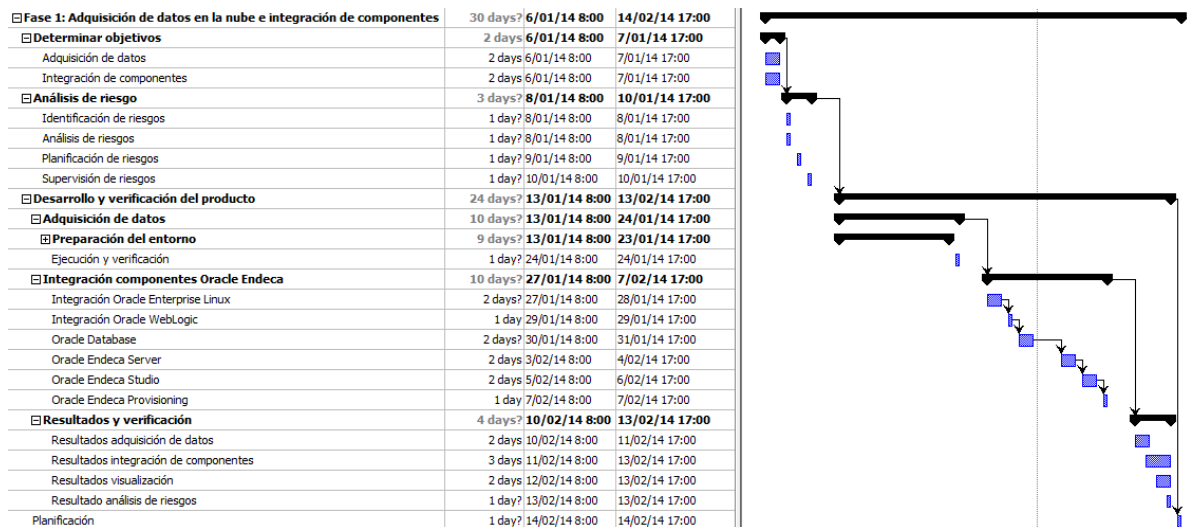 Fase 1: Adquisición de datos en la nube e integración de componentes 30 days? 6/01/14 8:00 14/02/14 17:00
Determinar objetivos 2 days 6/01/14 8:00 7/01/14 17:00
Adquisición de datos 2 days 6/01/14 8:00 7/01/14 17:00
Integración de componentes 2 days 6/01/14 8:00 7/01/14 17:00
Análisis de riesgo 3 days? 8/01/14 8:00 10/01/14 17:00
Identificación de riesgos 1 day? 8/01/14 8:00 8/01/14 17:00
Análisis de riesgos 1 day? 8/01/14 8:00 8/01/14 17:00
Planificación de riesgos 1 day? 9/01/14 8:00 9/01/14 17:00
Supervisión de riesgos 1 day? 10/01/14 8:00 10/01/14 17:00
Desarrollo y verificación del producto 24 days? 13/01/14 8:00 13/02/14 17:00
Adquisición de datos 10 days? 13/01/14 8:00 24/01/14 17:00
Preparación del entorno 9 days? 13/01/14 8:00 23/01/14 17:00
Ejecución y verificación 1 day? 24/01/14 8:00 24/01/14 17:00
Integración componentes Oracle Endeca 10 days? 27/01/14 8:00 7/02/14 17:00
Integración Oracle Enterprise Linux 2 days? 27/01/14 8:00 28/01/14 17:00
Integración Oracle WebLogic 1 day 29/01/14 8:00 29/01/14 17:00
Oracle Database 2 days? 30/01/14 8:00 31/01/14 17:00
Oracle Endeca Server 2 days 3/02/14 8:00 4/02/14 17:00
Oracle Endeca Studio 2 days 5/02/14 8:00 6/02/14 17:00
Oracle Endeca Provisioning 1 day 7/02/14 8:00 7/02/14 17:00
Resultados y verificación 4 days? 10/02/14 8:00 13/02/14 17:00
Resultados adquisición de datos 2 days 10/02/14 8:00 11/02/14 17:00
Resultados integración de componentes 3 days 11/02/14 8:00 13/02/14 17:00
Resultados visualización 2 days 12/02/14 8:00 13/02/14 17:00
Resultado análisis de riesgos 1 day? 13/02/14 8:00 13/02/14 17:00
Planificación 1 day? 14/02/14 8:00 14/02/14 17:00